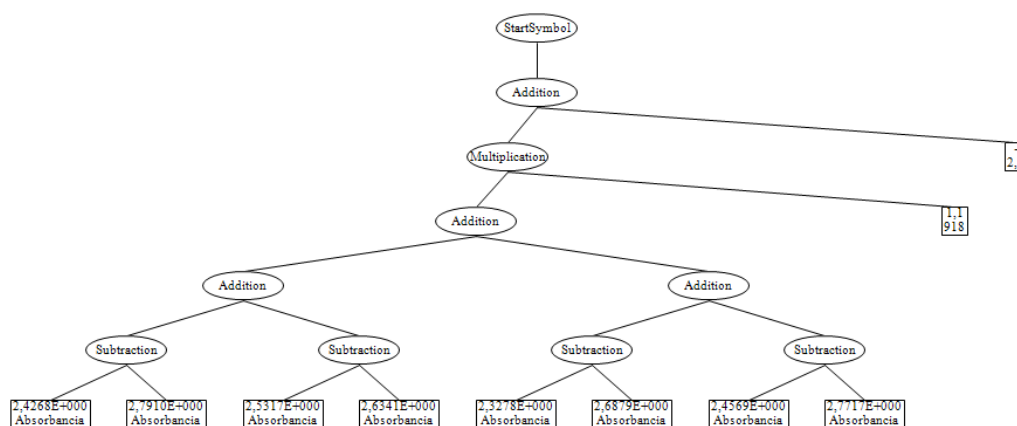 StartSymbol
Addition
Multiplication
-
2,
Addition
1,1
918
Addition
Addition
Subtraction
Subtraction
Subtraction
Subtraction
2,4268E+000
Absorbancia
2,7910E+000
Absorbancia
2,5317E+000
Absorbancia
2,6341E+000
Absorbancia
2,3278E+000
Absorbancia
2,6879E+000
Absorbancia
2,4569E+000
Absorbancia
2,7717E+000
Absorbancia